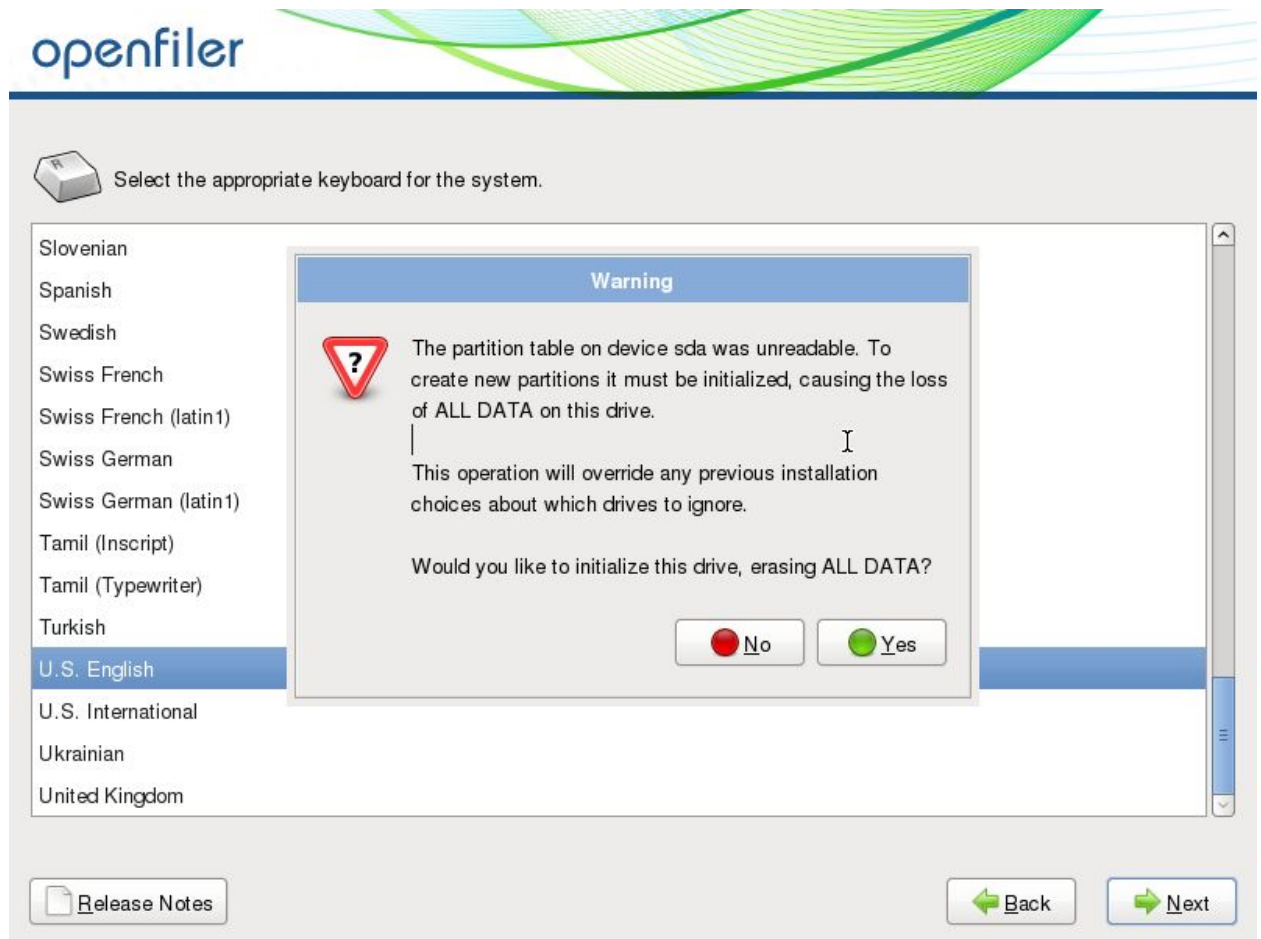 openfiler
R
Select the appropriate keyboard for the system.
Slovenian
Spanish
Swedish
Swiss French
Swiss French (latin1)
Swiss German
Swiss German (latin1)
Tamil (Inscript)
Tamil (Typewriter)
Turkish
U.S. English
U.S. International
Ukrainian
United Kingdom
Warning
?
The partition table on device sda was unreadable. To
create new partitions it must be initialized, causing the loss
of ALL DATA on this drive.
This operation will override any previous installation
choices about which drives to ignore.
Would you like to initialize this drive, erasing ALL DATA?
No
Yes
Release Notes
Back
Next